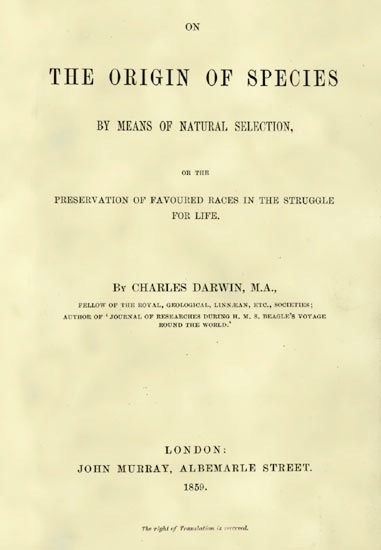 ON
THE ORIGIN OF SPECIES
BY MEANS OF NATURAL SELECTION,
OR THE
PRESERVATION OF FAVOURED RACES IN THE STRUGGLE
FOR LIFE.
BY CHARLES DARWIN, M.A.,
FELLOW OF THE ROYAL, GEOLOGICAL, LINNÆAN, ETC., SOCIETIES;
AUTHOR OF 'JOURNAL OF RESEARCHES DURING H. M. S. BEAGLE'S VOYAGE
ROUND THE WORLD.'
LONDON:
JOHN MURRAY, ALBEMARLE STREET.
1859.
The right of Translation is reserved.